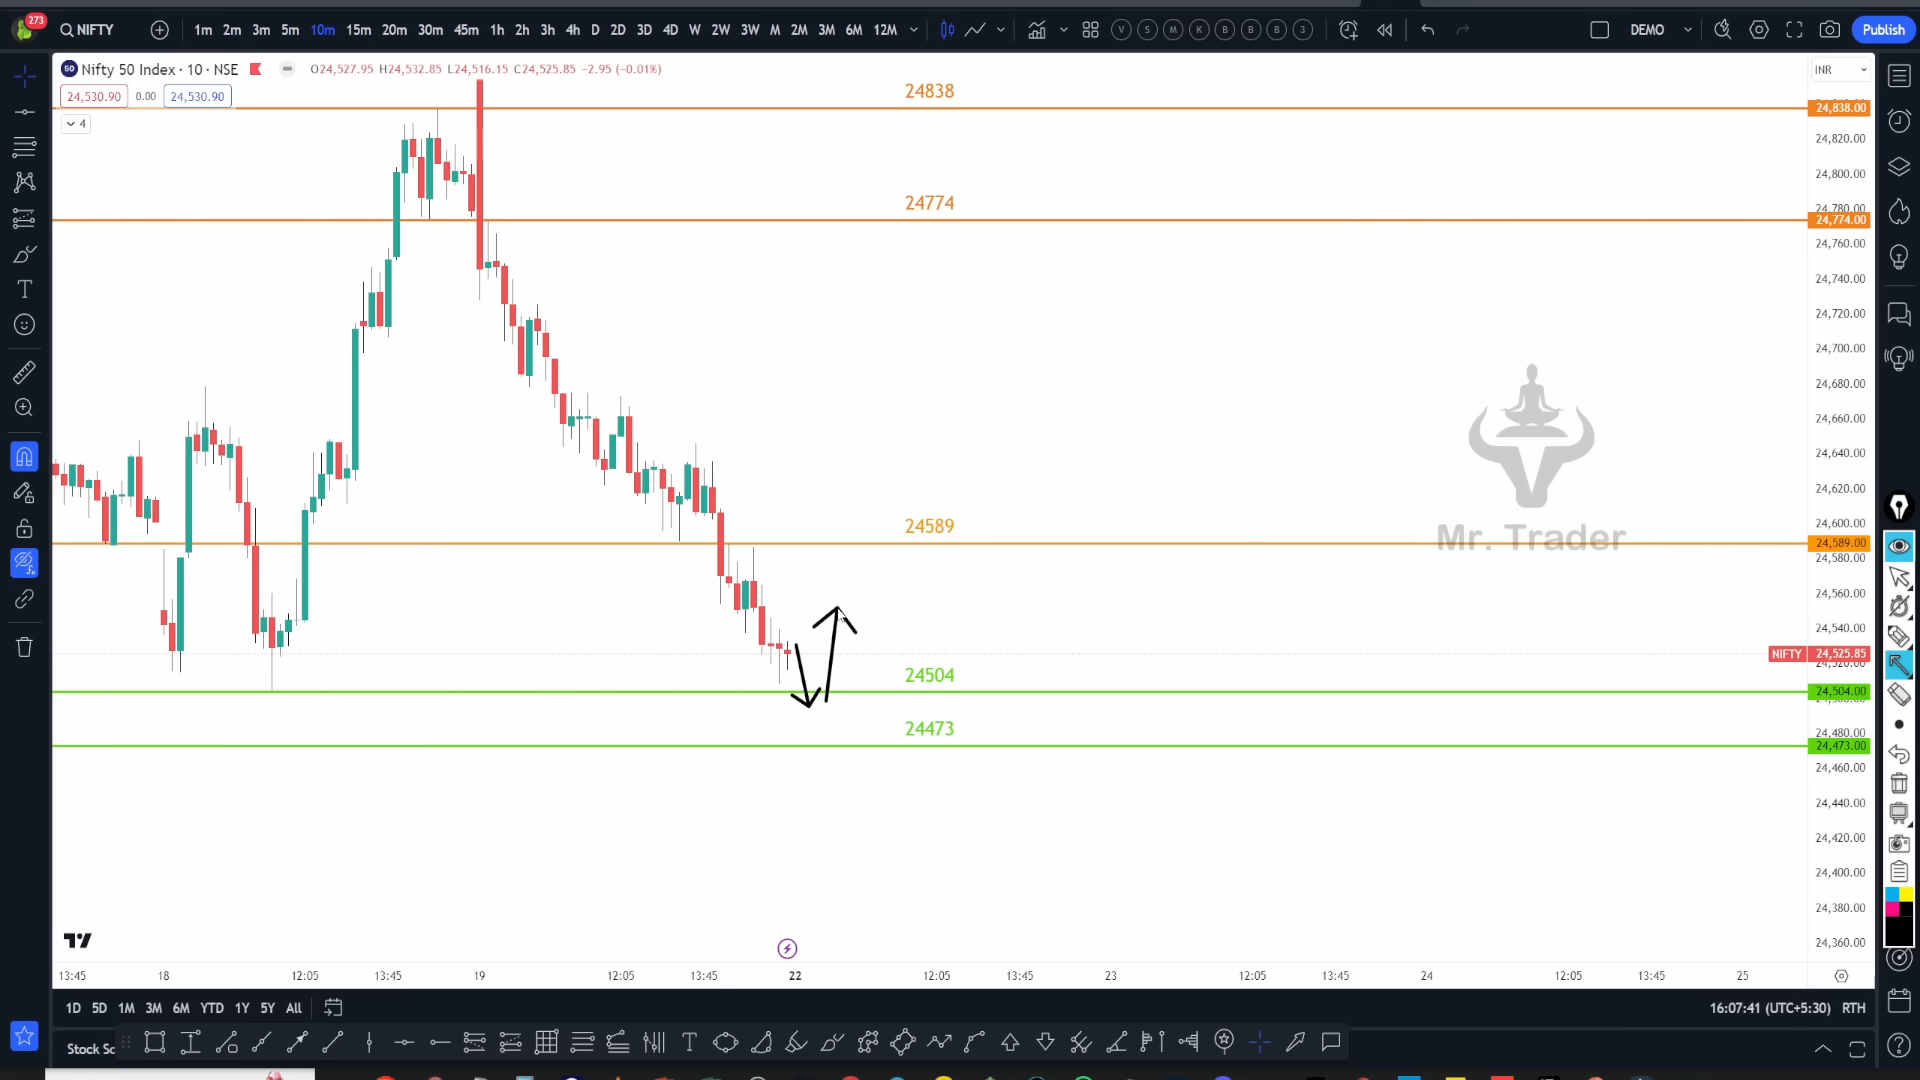 273
NIFTY
1m 2m 3m 5m 10m 15m 20m 30m 45m 1h 2h 3h 4h D 2D 3D 4D W 2W 3W M 2M 3M 6M 12M
V S M K B B B 3
DEMO
Publish
50 Nifty 50 Index · 10 · NSE
O24,527.95 H24,532.85 L24,516.15 C24,525.85 −2.95 (−0.01%)
INR
24,530.90 0.00 24,530.90
4
24838
24,838.00
24,820.00
24,800.00
24774
24,780.00
24,774.00
24,760.00
24,740.00
24,720.00
24,700.00
24,680.00
24,660.00
24,640.00
24,620.00
24589
24,600.00
Mr. Trader
24,589.00
24,580.00
24,560.00
24,540.00
NIFTY 24,525.85
24,520.00
24504
24,504.00
24473
24,480.00
24,473.00
24,460.00
24,440.00
24,420.00
24,400.00
24,380.00
24,360.00
13:45 18 12:05 13:45 19 12:05 13:45 22 12:05 13:45 23 12:05 13:45 24 12:05 13:45 25
1D 5D 1M 3M 6M YTD 1Y 5Y All
16:07:41 (UTC+5:30) RTH
Stock Sc